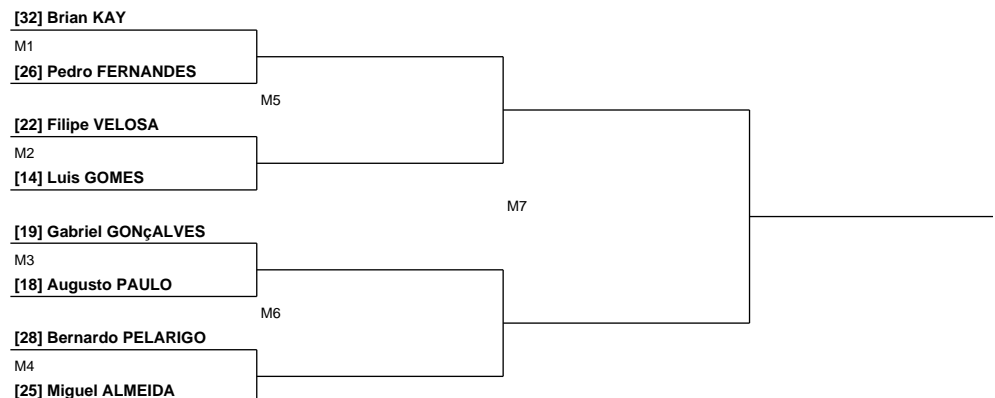 [32] Brian KAY
M1
[26] Pedro FERNANDES
M5
[22] Filipe VELOSA
M2
[14] Luis GOMES
M7
[19] Gabriel GONçALVES
M3
[18] Augusto PAULO
M6
[28] Bernardo PELARIGO
M4
[25] Miguel ALMEIDA